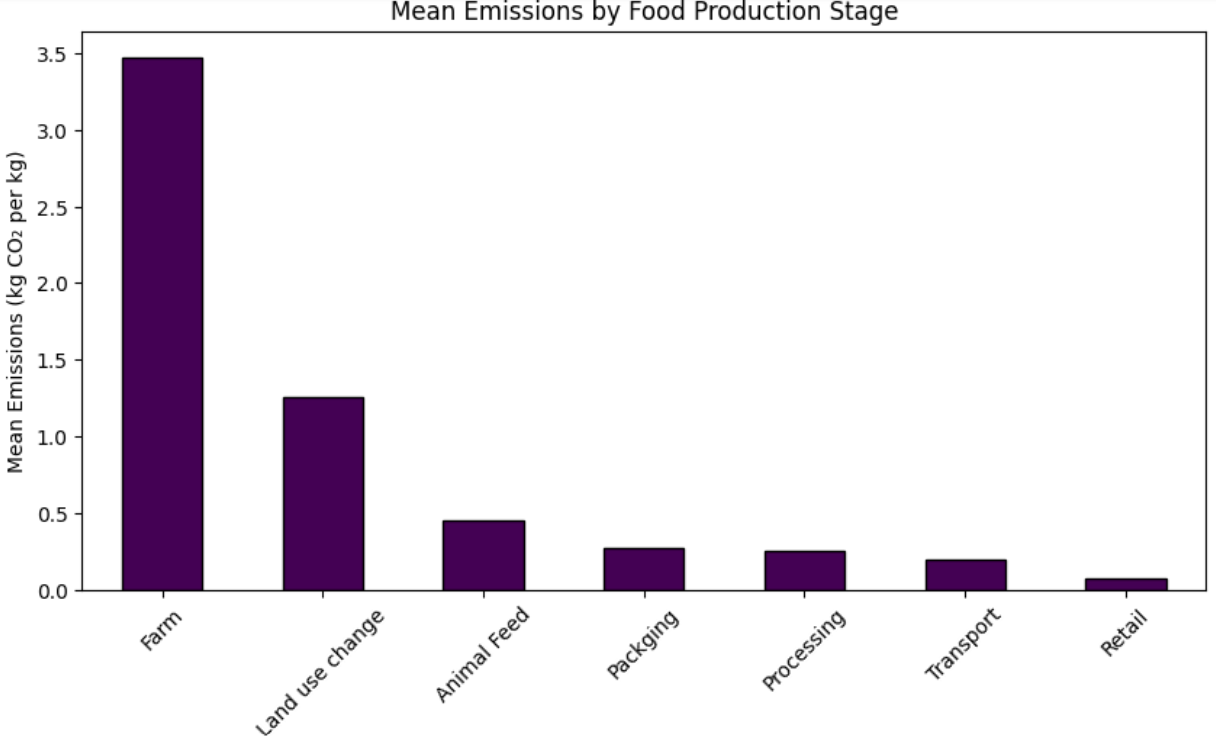 Mean Emissions by Food Production Stage
Mean Emissions (kg CO₂ per kg)
3.5
3.0
2.5
2.0
1.5
1.0
0.5
0.0
Farm
Land use change
Animal Feed
Packging
Processing
Transport
Retail